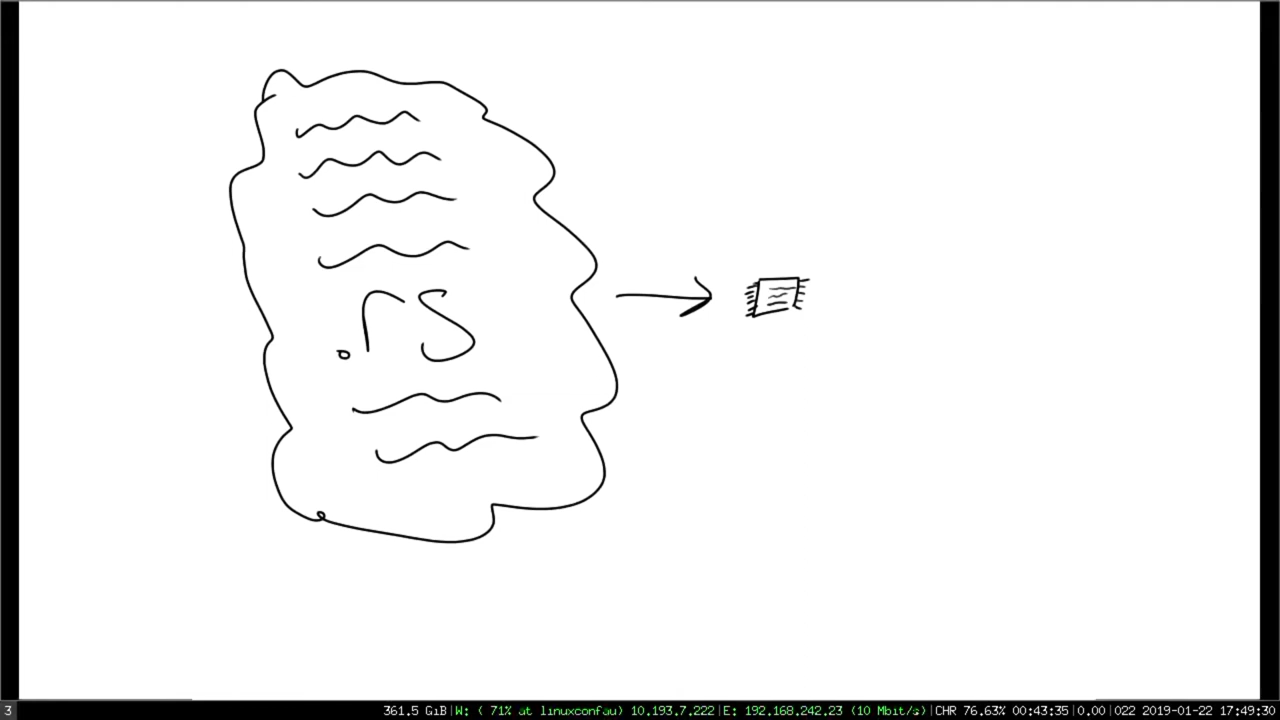 .rs
3 361.5 GiB|W: ( 71% at linuxconfau) 10.193.7.222|E: 192.168.242.23 (10 Mbit/s)|CHR 76.63% 00:43:35|0.00|022 2019-01-22 17:49:30